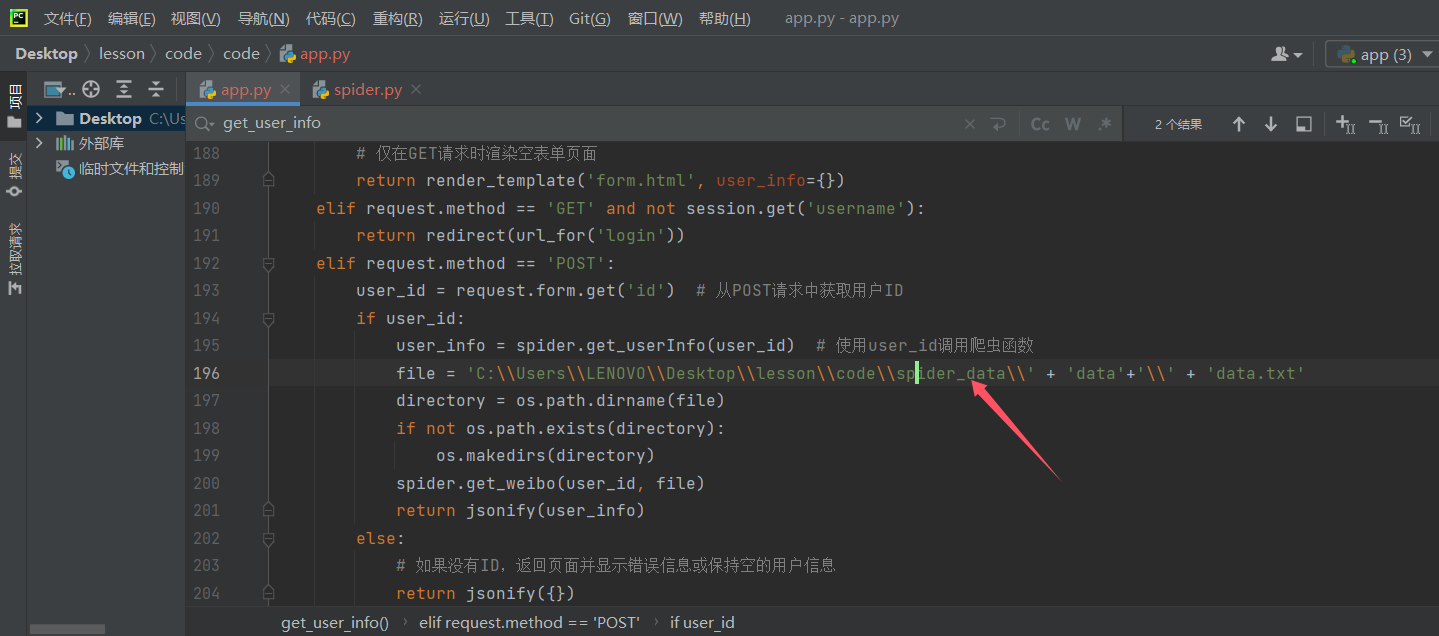 PC 文件(F) 编辑(E) 视图(V) 导航(N) 代码(C) 重构(R) 运行(U) 工具(T) Git(G) 窗口(W) 帮助(H) app.py - app.py
Desktop lesson code code app.py app (3)
项目
提交
拉取请求
Desktop C:\Us
外部库
临时文件和控制
app.py spider.py
get_user_info Cc W .* 2 个结果
188 # 仅在GET请求时渲染空表单页面
189 return render_template('form.html', user_info={})
190 elif request.method == 'GET' and not session.get('username'):
191 return redirect(url_for('login'))
192 elif request.method == 'POST':
193 user_id = request.form.get('id')  # 从POST请求中获取用户ID
194 if user_id:
195 user_info = spider.get_userInfo(user_id)  # 使用user_id调用爬虫函数
196 file = 'C:\\Users\\LENOVO\\Desktop\\lesson\\code\\spider_data\\' + 'data'+'\\' + 'data.txt'
197 directory = os.path.dirname(file)
198 if not os.path.exists(directory):
199 os.makedirs(directory)
200 spider.get_weibo(user_id, file)
201 return jsonify(user_info)
202 else:
203 # 如果没有ID，返回页面并显示错误信息或保持空的用户信息
204 return jsonify({})
get_user_info() elif request.method == 'POST' if user_id